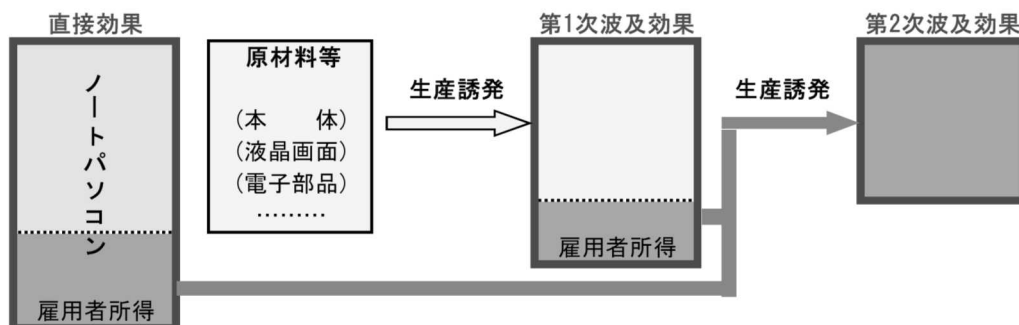 直接効果
ノートパソコン
雇用者所得
原材料等
(本　　体)
(液晶画面)
(電子部品)
………
生産誘発
第1次波及効果
雇用者所得
生産誘発
第2次波及効果